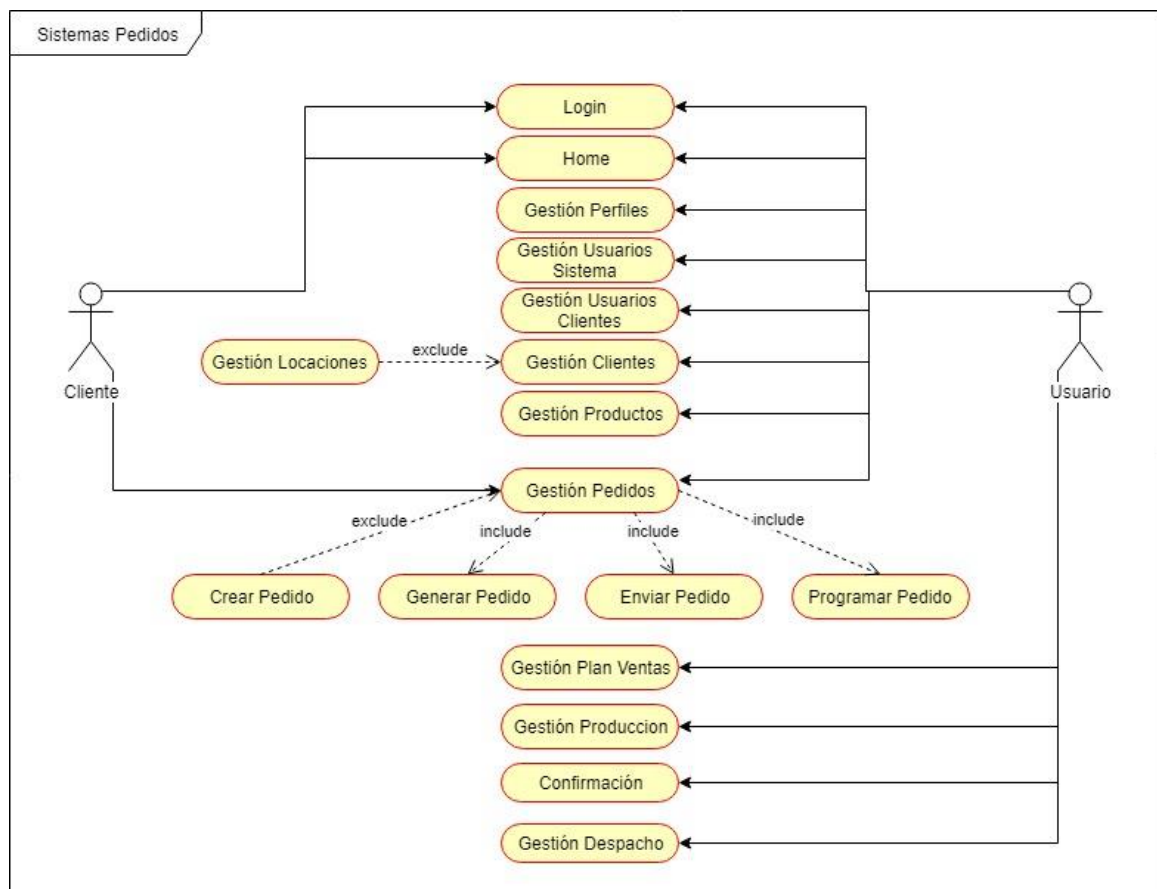 Sistemas Pedidos
Login
Home
Gestión Perfiles
Gestión Usuarios
Sistema
Gestión Usuarios
Clientes
exclude
Gestión Locaciones
Gestión Clientes
Cliente
Usuario
Gestión Productos
Gestión Pedidos
exclude
include
include
include
Crear Pedido
Generar Pedido
Enviar Pedido
Programar Pedido
Gestión Plan Ventas
Gestión Produccion
Confirmación
Gestión Despacho